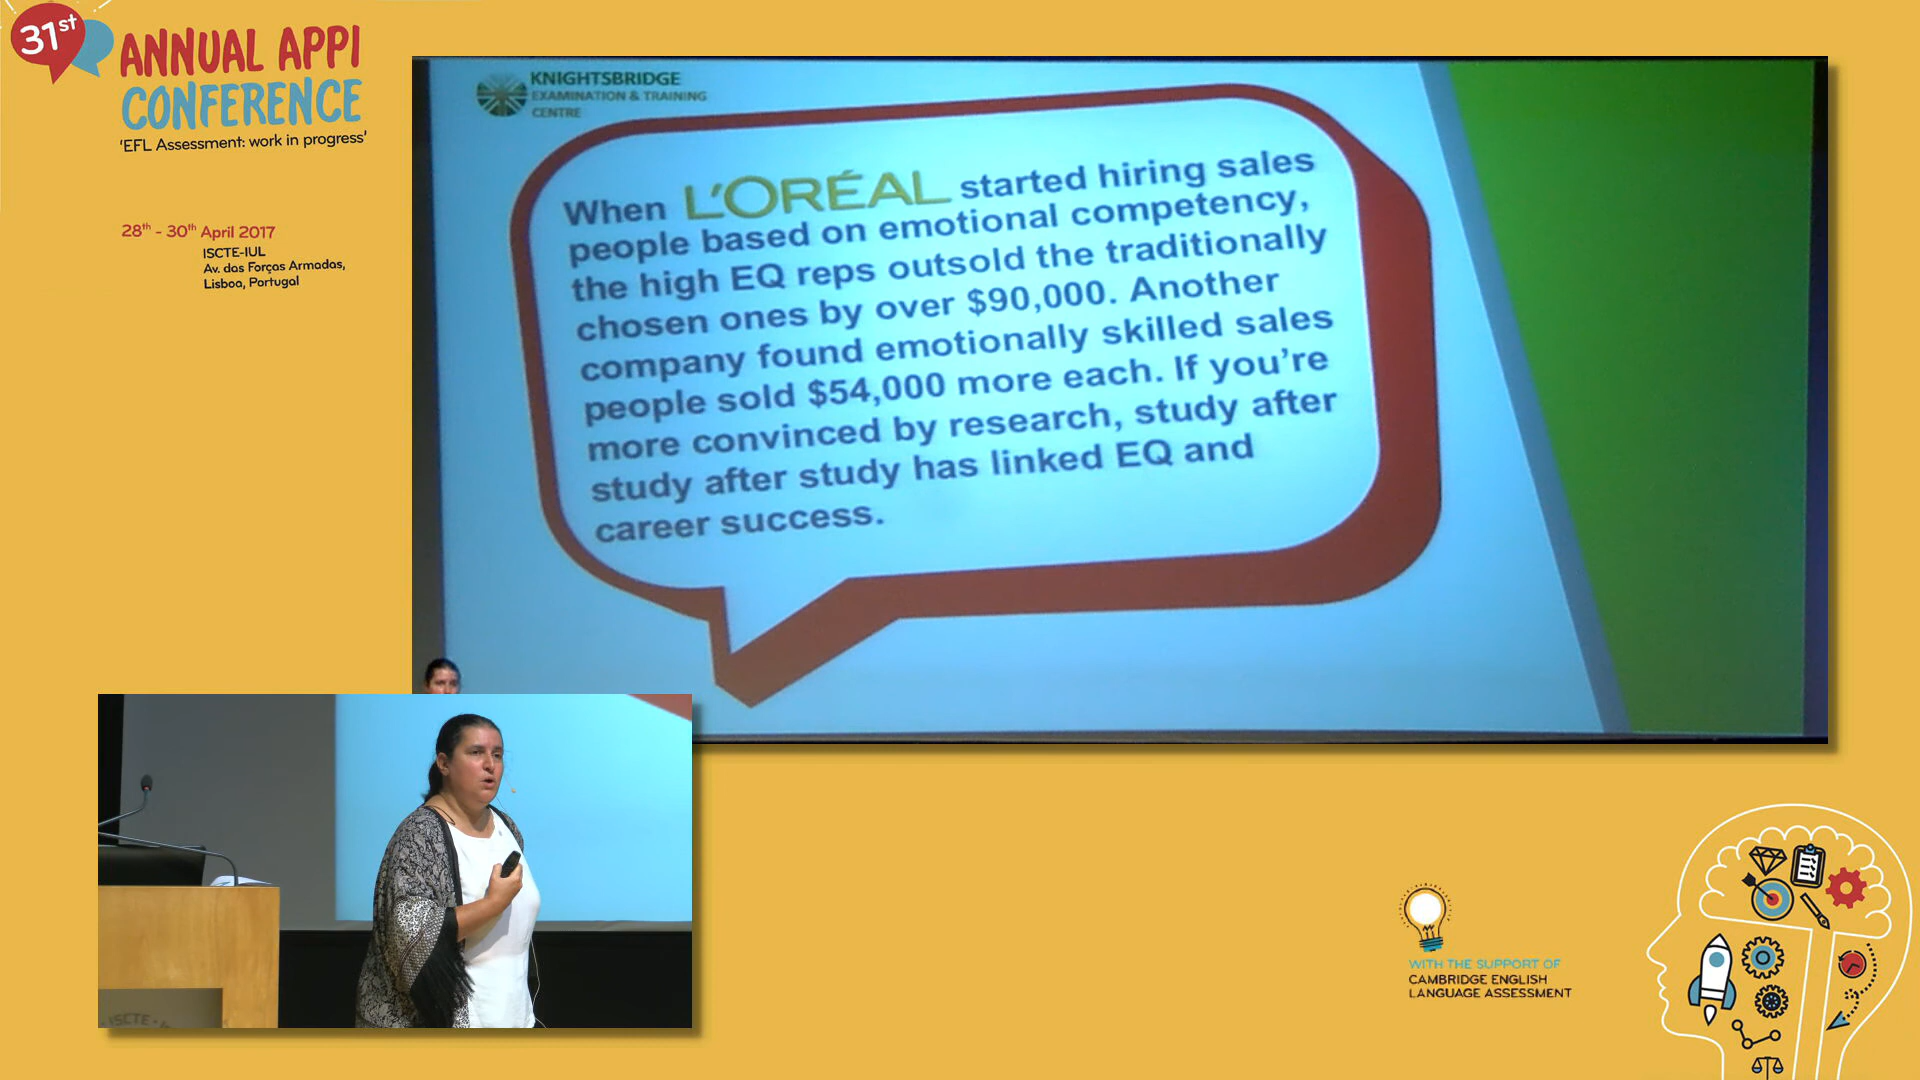 31st
ANNUAL APPI
CONFERENCE
'EFL Assessment: work in progress'
28th - 30th April 2017
ISCTE-IUL
Av. das Forças Armadas,
Lisboa, Portugal
KNIGHTSBRIDGE
EXAMINATION & TRAINING
CENTRE
When L'ORÉAL started hiring sales
people based on emotional competency,
the high EQ reps outsold the traditionally
chosen ones by over $90,000. Another
company found emotionally skilled sales
people sold $54,000 more each. If you're
more convinced by research, study after
study after study has linked EQ and
career success.
ISCTE
WITH THE SUPPORT OF
CAMBRIDGE ENGLISH
LANGUAGE ASSESSMENT